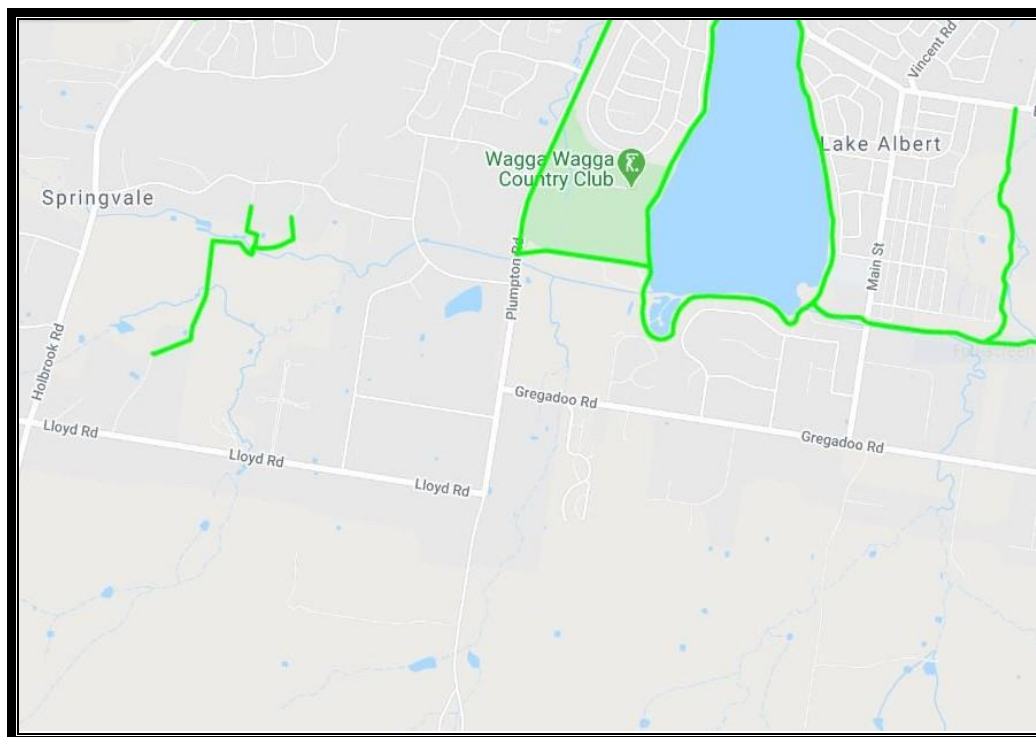 Vincent Rd
Lake Albert
Wagga Wagga
Country Club
Springvale
Plumpton Rd
Main St
Holbrook Rd
Gregadoo Rd
Lloyd Rd
Gregadoo Rd
Lloyd Rd
Lloyd Rd